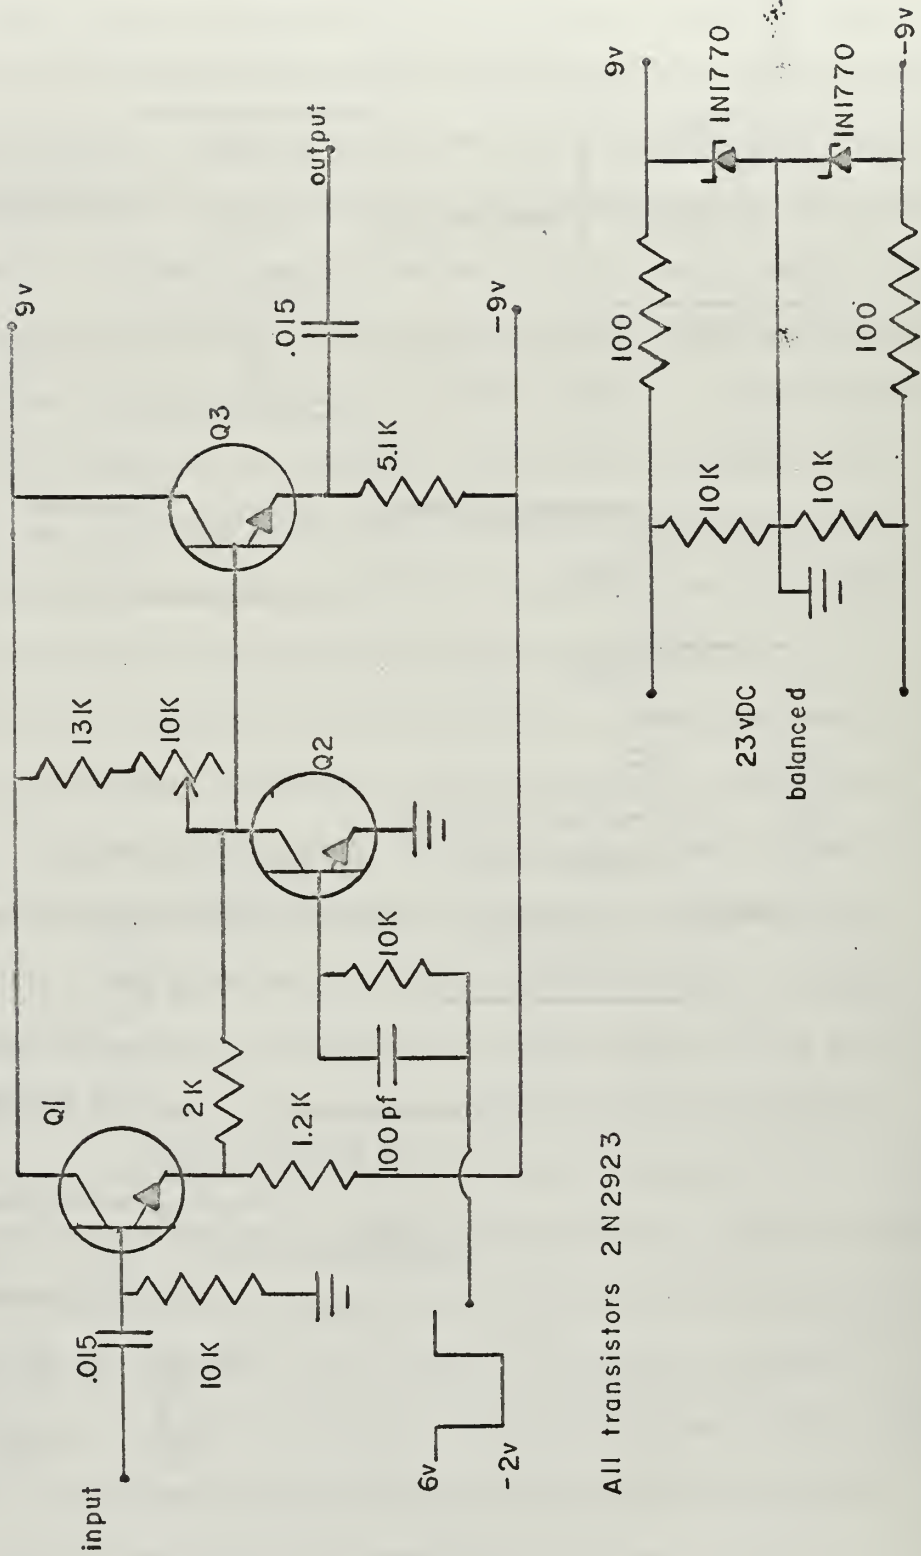 input
.015
10K
Q1
2K
1.2K
100pf
10K
6v
-2v
13K
10K
Q2
Q3
5.1K
.015
output
9v
-9v
All transistors 2N2923
23vDC
balanced
10K
10K
100
100
1N1770
1N1770
9v
-9v